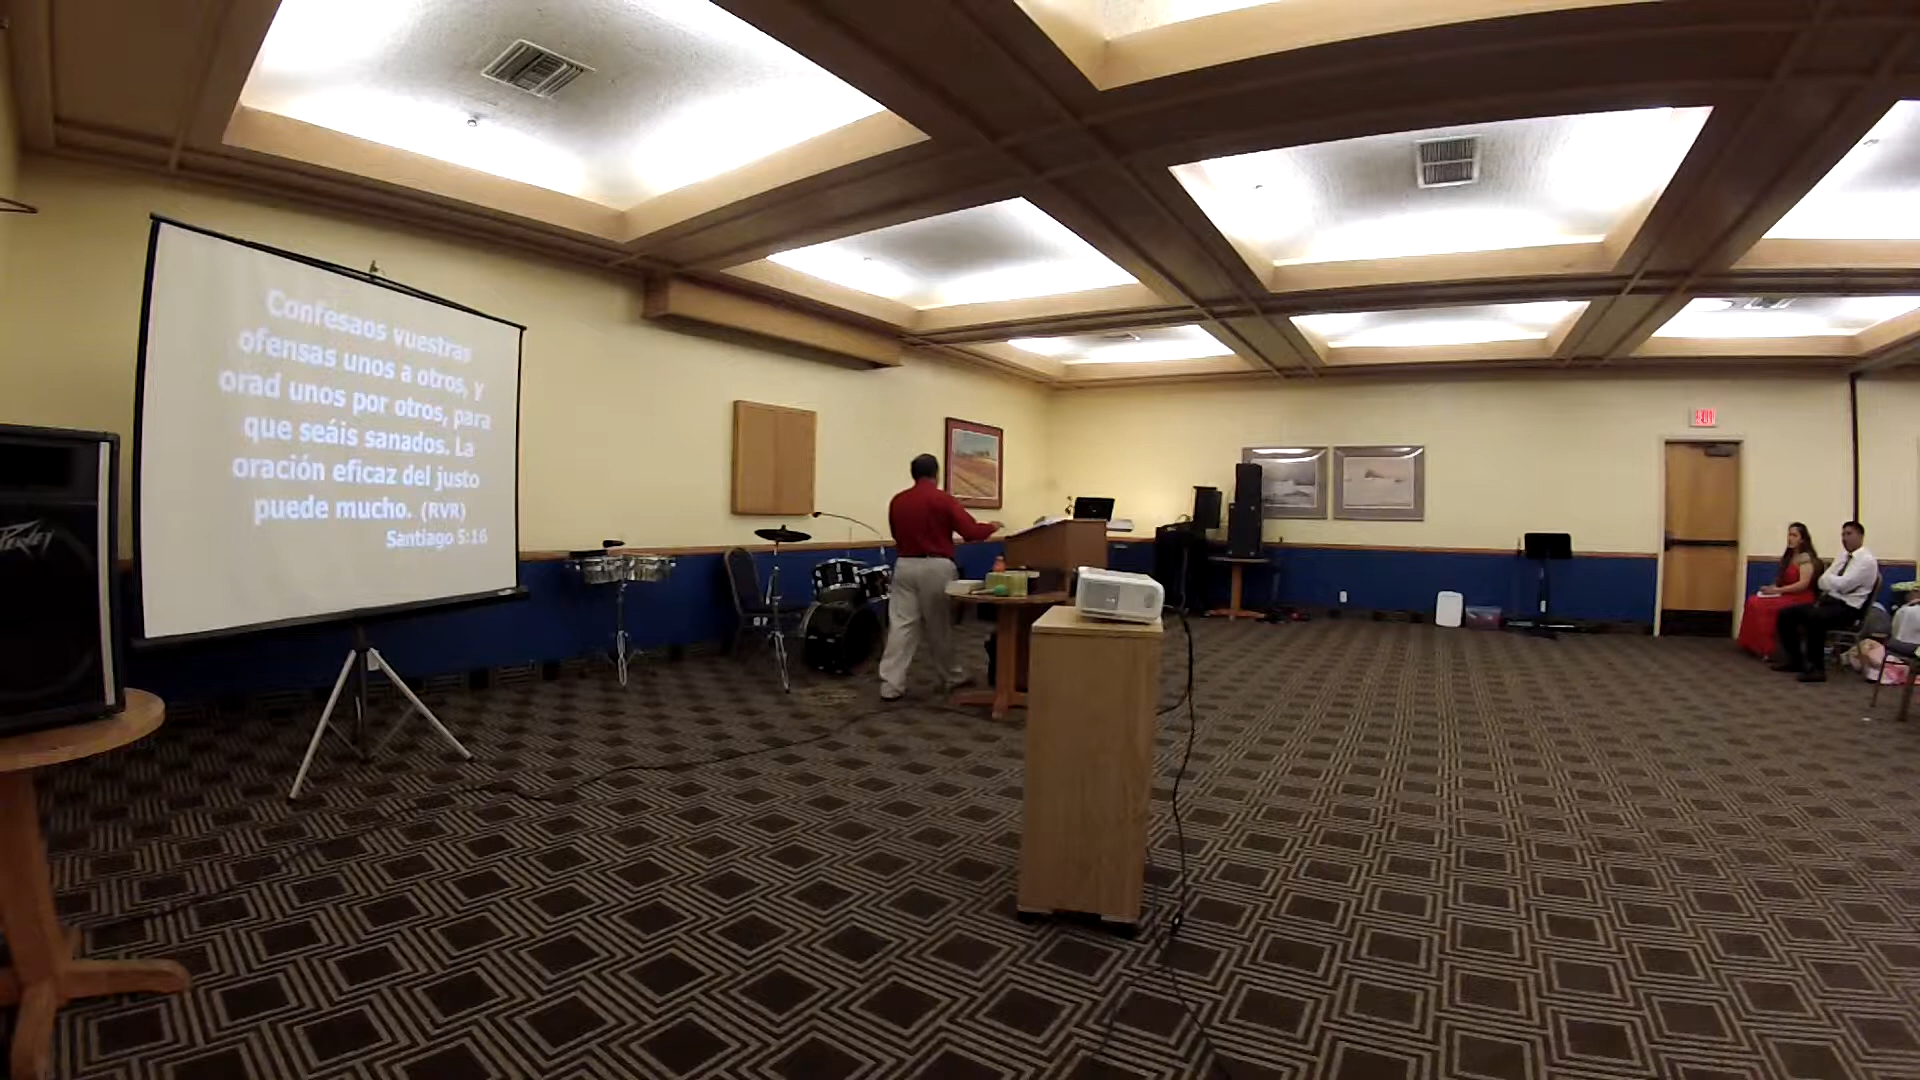 Confesaos vuestras
ofensas unos a otros, y
orad unos por otros, para
que seáis sanados. La
oración eficaz del justo
puede mucho. (RVR)
Santiago 5:16
PEAVEY